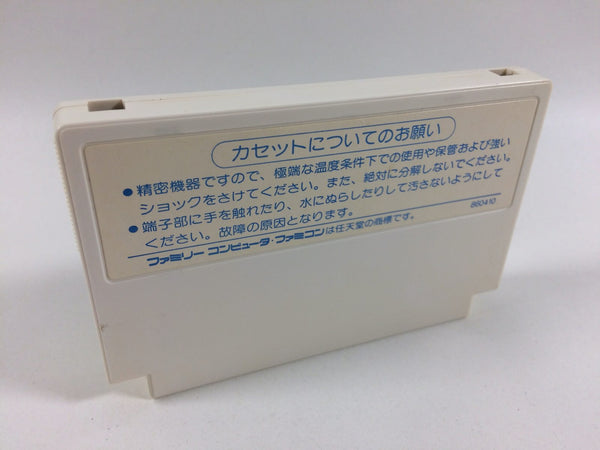 カセットについてのお願い
●精密機器ですので、極端な温度条件下での使用や保管および強い
ショックをさけてください。また、絶対に分解しないでください。
●端子部に手を触れたり、水にぬらしたりして汚さないようにして
ください。故障の原因となります。
860410
ファミリー コンピュータ・ファミコンは任天堂の商標です。